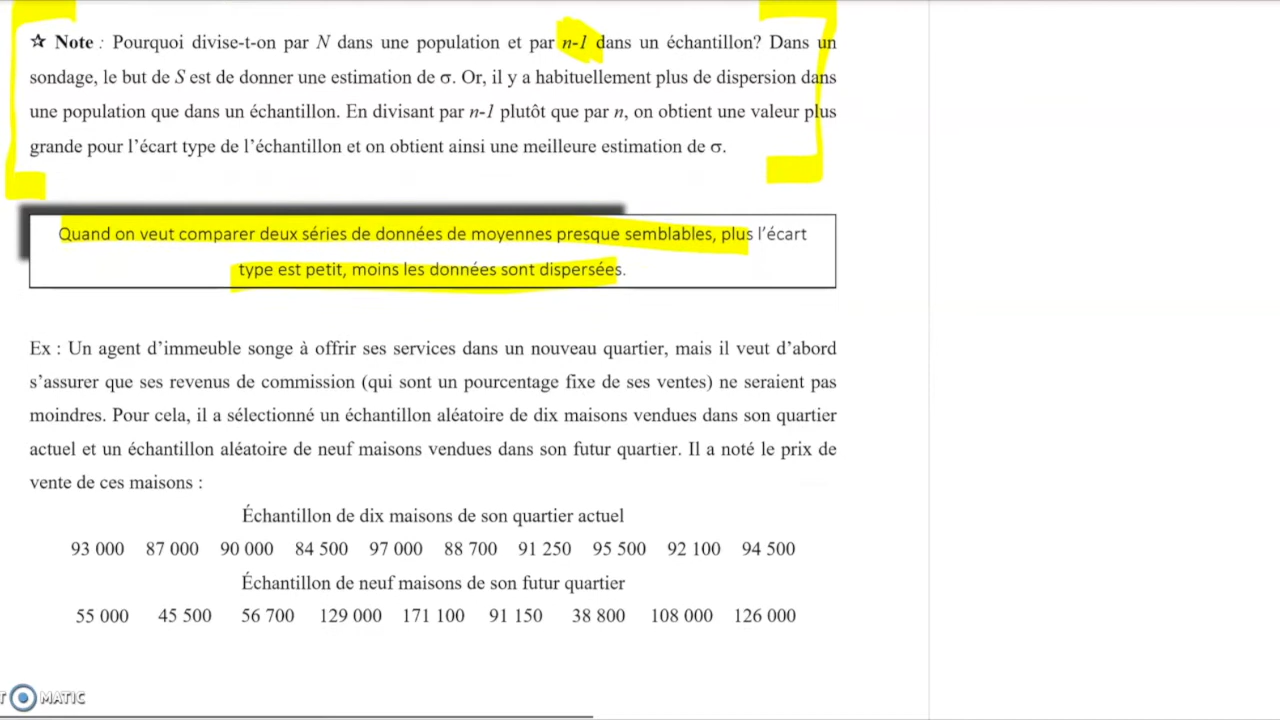 ☆ Note : Pourquoi divise-t-on par N dans une population et par n-1 dans un échantillon? Dans un
sondage, le but de S est de donner une estimation de σ. Or, il y a habituellement plus de dispersion dans
une population que dans un échantillon. En divisant par n-1 plutôt que par n, on obtient une valeur plus
grande pour l’écart type de l’échantillon et on obtient ainsi une meilleure estimation de σ.
Quand on veut comparer deux séries de données de moyennes presque semblables, plus l’écart
type est petit, moins les données sont dispersées.
Ex : Un agent d’immeuble songe à offrir ses services dans un nouveau quartier, mais il veut d’abord
s’assurer que ses revenus de commission (qui sont un pourcentage fixe de ses ventes) ne seraient pas
moindres. Pour cela, il a sélectionné un échantillon aléatoire de dix maisons vendues dans son quartier
actuel et un échantillon aléatoire de neuf maisons vendues dans son futur quartier. Il a noté le prix de
vente de ces maisons :
Échantillon de dix maisons de son quartier actuel
93 000 87 000 90 000 84 500 97 000 88 700 91 250 95 500 92 100 94 500
Échantillon de neuf maisons de son futur quartier
55 000 45 500 56 700 129 000 171 100 91 150 38 800 108 000 126 000
MATIC